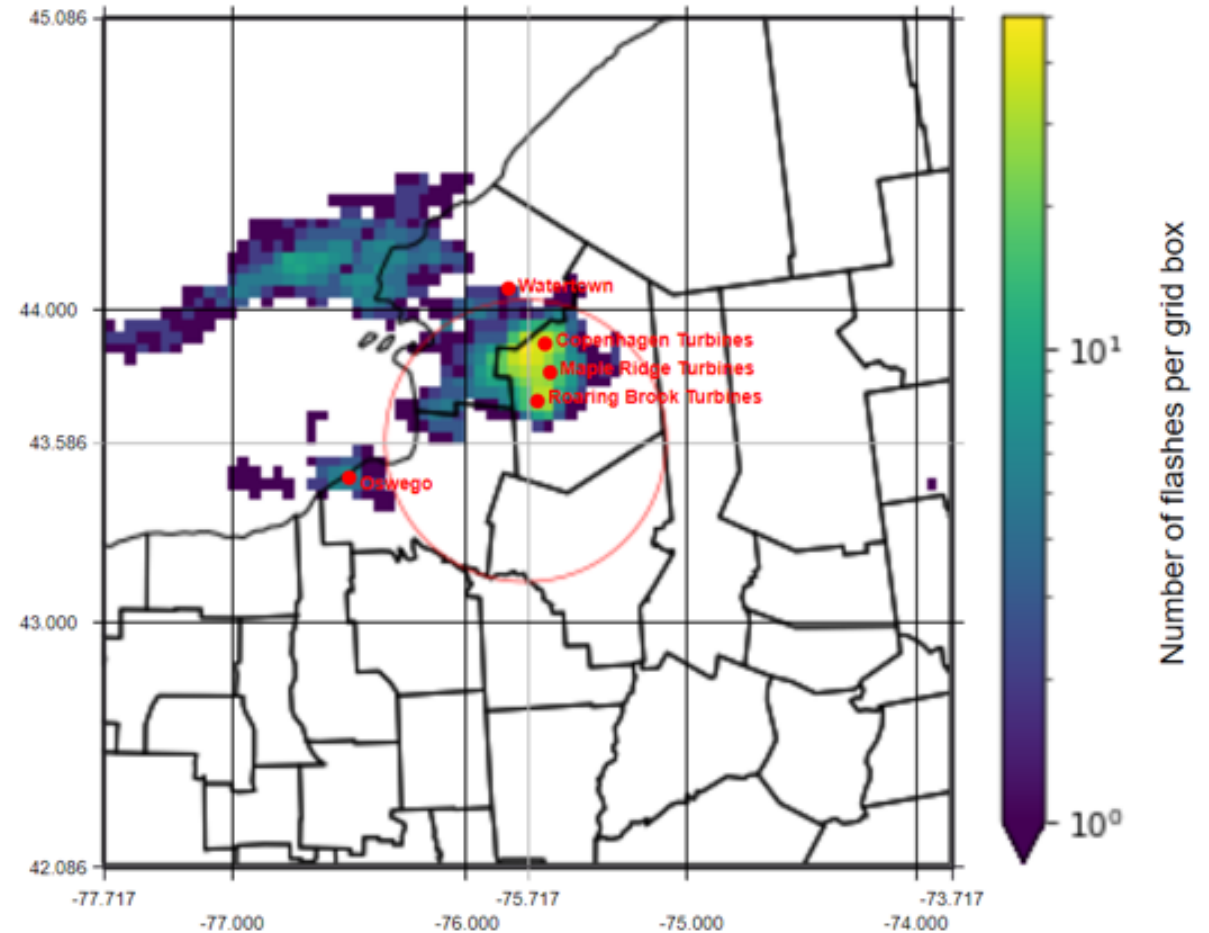 45.086
44.000
43.586
43.000
42.086
-77.717
-77.000
-76.000
-75.717
-75.000
-74.000
-73.717
Watertown
Copenhagen Turbines
Maple Ridge Turbines
Roaring Brook Turbines
Oswego
10¹
10⁰
Number of flashes per grid box